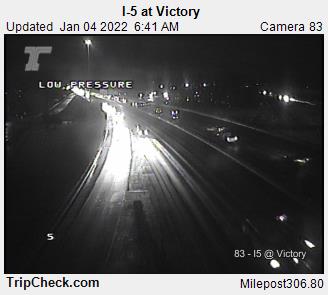 I-5 at Victory
Updated Jan 04 2022 6:41 AM Camera 83
LOW PRESSURE
S
83 - I5 @ Victory
TripCheck.com Milepost306.80